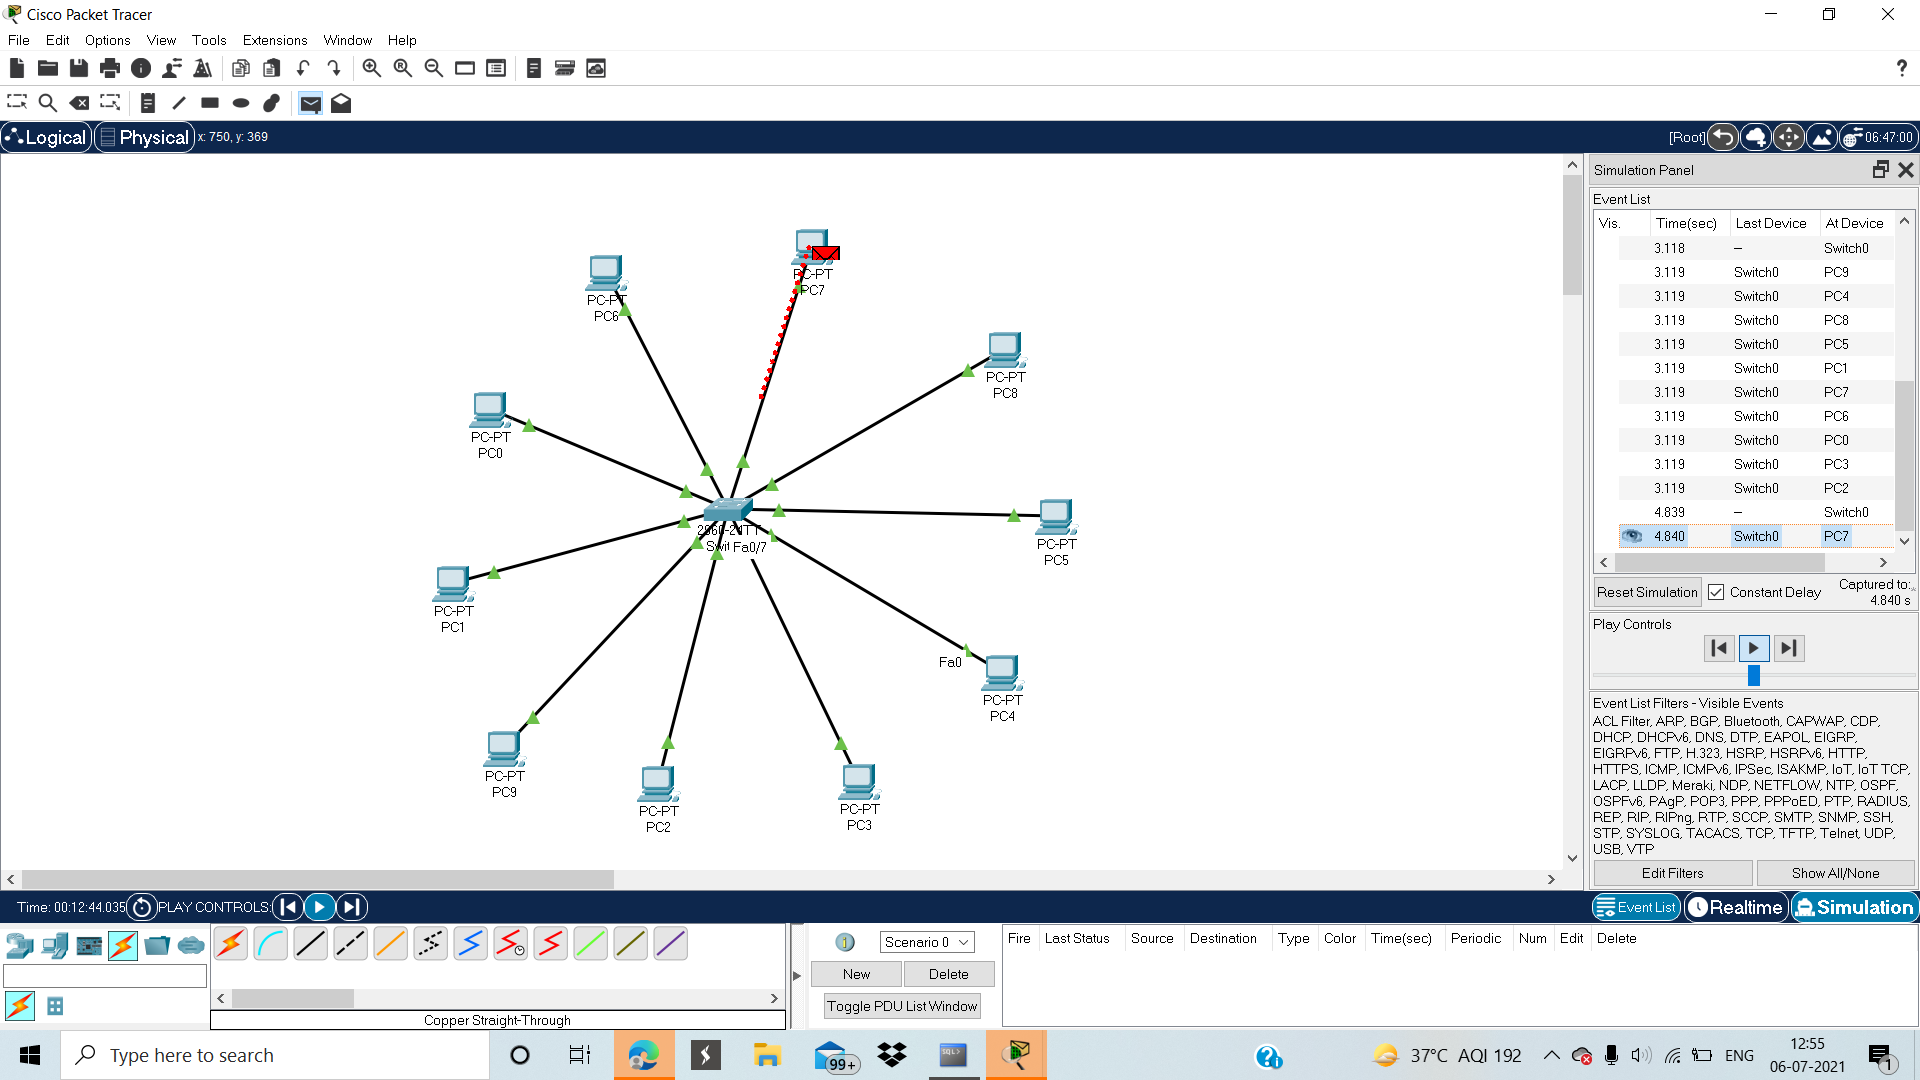 Cisco Packet Tracer
File Edit Options View Tools Extensions Window Help
?
Logical Physical x: 750, y: 369 [Root] 06:47:00
Simulation Panel
Event List
Vis. Time(sec) Last Device At Device
3.118 -- Switch0
3.119 Switch0 PC9
3.119 Switch0 PC4
3.119 Switch0 PC8
3.119 Switch0 PC5
3.119 Switch0 PC1
3.119 Switch0 PC7
3.119 Switch0 PC6
3.119 Switch0 PC0
3.119 Switch0 PC3
3.119 Switch0 PC2
4.839 -- Switch0
4.840 Switch0 PC7
Reset Simulation Constant Delay Captured to:*
4.840 s
Play Controls
Event List Filters - Visible Events
ACL Filter, ARP, BGP, Bluetooth, CAPWAP, CDP,
DHCP, DHCPv6, DNS, DTP, EAPOL, EIGRP,
EIGRPv6, FTP, H.323, HSRP, HSRPv6, HTTP,
HTTPS, ICMP, ICMPv6, IPSec, ISAKMP, IoT, IoT TCP,
LACP, LLDP, Meraki, NDP, NETFLOW, NTP, OSPF,
OSPFv6, PAgP, POP3, PPP, PPPoED, PTP, RADIUS,
REP, RIP, RIPng, RTP, SCCP, SMTP, SNMP, SSH,
STP, SYSLOG, TACACS, TCP, TFTP, Telnet, UDP,
USB, VTP
Edit Filters Show All/None
PC-PT
PC7
PC-PT
PC6
PC-PT
PC8
PC-PT
PC0
2960-24TT
Swit Fa0/7
PC-PT
PC5
PC-PT
PC1
Fa0
PC-PT
PC4
PC-PT
PC9
PC-PT
PC2
PC-PT
PC3
Time: 00:12:44.035 PLAY CONTROLS: Event List Realtime Simulation
Scenario 0
New Delete
Toggle PDU List Window
Fire Last Status Source Destination Type Color Time(sec) Periodic Num Edit Delete
Copper Straight-Through
Type here to search
99+
SQL
37°C AQI 192 ENG
12:55
06-07-2021
1